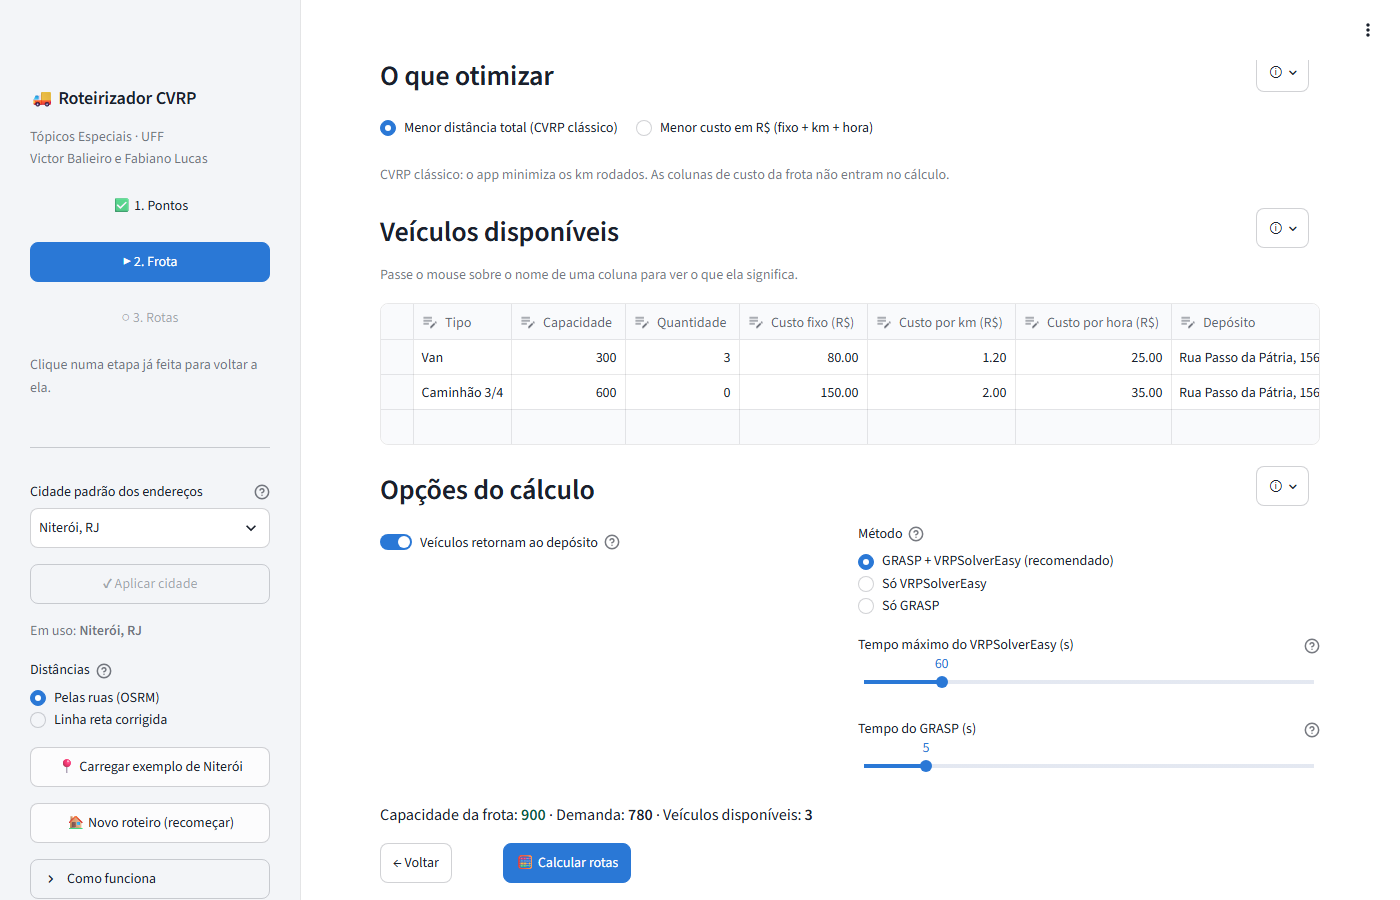 Roteirizador CVRP
Tópicos Especiais · UFF
Victor Balieiro e Fabiano Lucas
1. Pontos
2. Frota
3. Rotas
Clique numa etapa já feita para voltar a
ela.
Cidade padrão dos endereços
Niterói, RJ
✓ Aplicar cidade
Em uso: Niterói, RJ
Distâncias
Pelas ruas (OSRM)
Linha reta corrigida
Carregar exemplo de Niterói
Novo roteiro (recomeçar)
Como funciona
O que otimizar
Menor distância total (CVRP clássico) Menor custo em R$ (fixo + km + hora)
CVRP clássico: o app minimiza os km rodados. As colunas de custo da frota não entram no cálculo.
Veículos disponíveis
Passe o mouse sobre o nome de uma coluna para ver o que ela significa.
Tipo Capacidade Quantidade Custo fixo (R$) Custo por km (R$) Custo por hora (R$) Depósito
Van 300 3 80.00 1.20 25.00 Rua Passo da Pátria, 156
Caminhão 3/4 600 0 150.00 2.00 35.00 Rua Passo da Pátria, 156
Opções do cálculo
Veículos retornam ao depósito
Método
GRASP + VRPSolverEasy (recomendado)
Só VRPSolverEasy
Só GRASP
Tempo máximo do VRPSolverEasy (s)
60
Tempo do GRASP (s)
5
Capacidade da frota: 900 · Demanda: 780 · Veículos disponíveis: 3
← Voltar
Calcular rotas